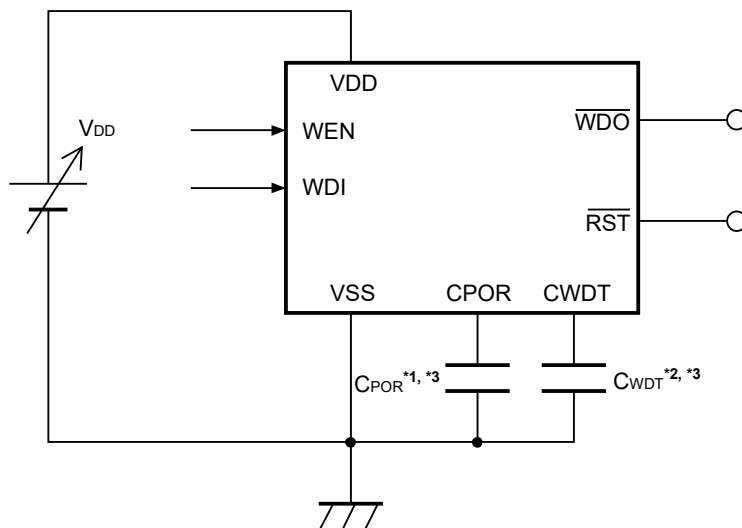 VDD
VDD
WEN
WDI
WDO
RST
VSS
CPOR
CWDT
CPOR*1, *3
CWDT*2, *3